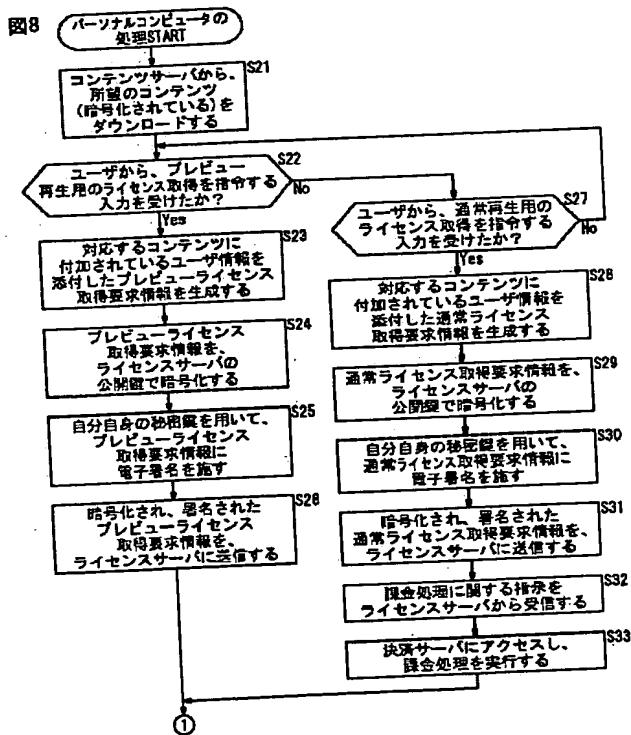 図8
パーソナルコンピュータの
処理START
S21
コンテンツサーバから、
所望のコンテンツ
(暗号化されている)を
ダウンロードする
S22
ユーザから、プレビュー
再生用のライセンス取得を指令する
入力を受けたか?
No
Yes
S23
対応するコンテンツに
付加されているユーザ情報を
添付したプレビューライセンス
取得要求情報を生成する
S24
プレビューライセンス
取得要求情報を、
ライセンスサーバの
公開鍵で暗号化する
S25
自分自身の秘密鍵を用いて、
プレビューライセンス
取得要求情報に
電子署名を施す
S26
暗号化され、署名された
プレビューライセンス
取得要求情報を、
ライセンスサーバに送信する
S27
ユーザから、通常再生用の
ライセンス取得を指令する
入力を受けたか?
No
Yes
S28
対応するコンテンツに
付加されているユーザ情報を
添付した通常ライセンス
取得要求情報を生成する
S29
通常ライセンス取得要求情報を、
ライセンスサーバの
公開鍵で暗号化する
S30
自分自身の秘密鍵を用いて、
通常ライセンス取得要求情報に
電子署名を施す
S31
暗号化され、署名された
通常ライセンス取得要求情報を、
ライセンスサーバに送信する
S32
課金処理に関する指示を
ライセンスサーバから受信する
S33
決済サーバにアクセスし、
課金処理を実行する
①